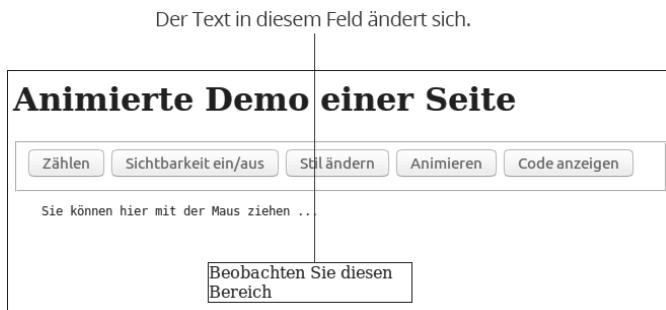 Der Text in diesem Feld ändert sich.
Animierte Demo einer Seite
Zählen Sichtbarkeit ein/aus Stil ändern Animieren Code anzeigen
Sie können hier mit der Maus ziehen ...
Beobachten Sie diesen
Bereich